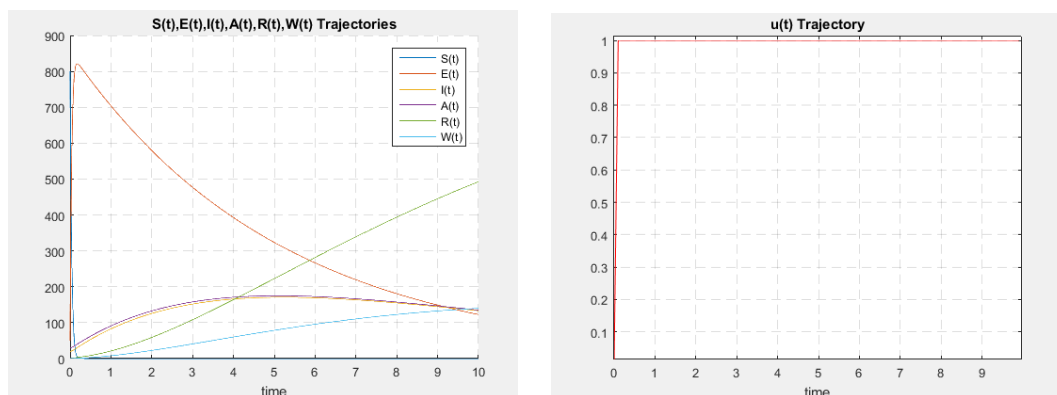 S(t),E(t),I(t),A(t),R(t),W(t) Trajectories
900
800
700
600
500
400
300
200
100
0
S(t)
E(t)
I(t)
A(t)
R(t)
W(t)
0 1 2 3 4 5 6 7 8 9 10
time
u(t) Trajectory
1
0.9
0.8
0.7
0.6
0.5
0.4
0.3
0.2
0.1
0 1 2 3 4 5 6 7 8 9
time